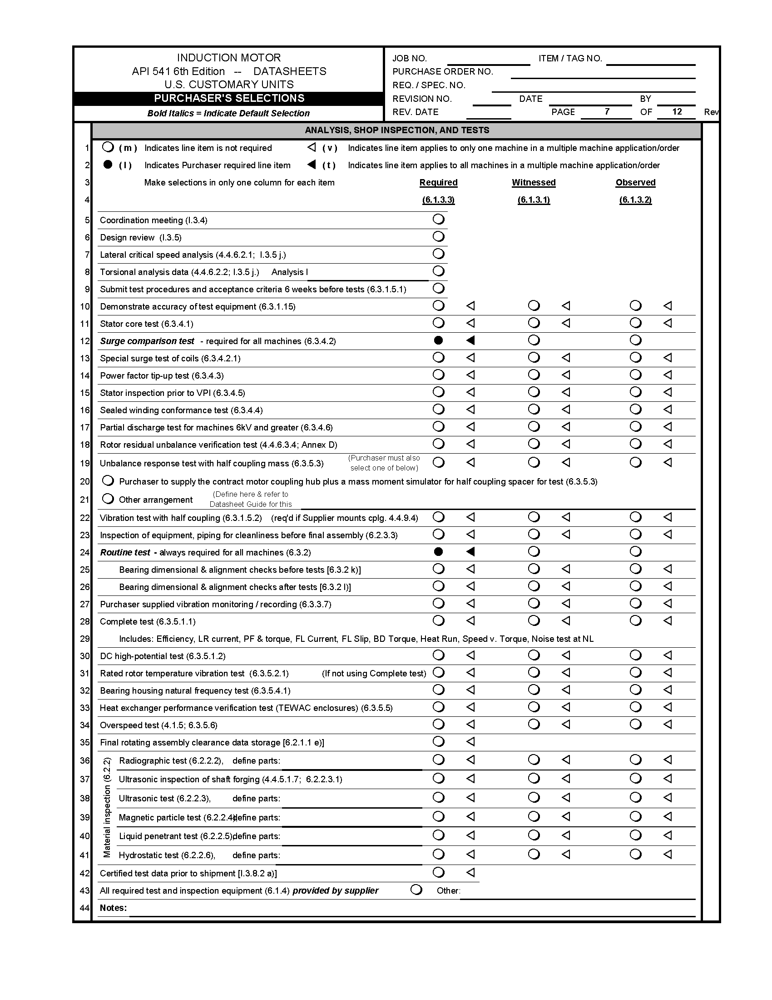 INDUCTION MOTOR
API 541 6th Edition -- DATASHEETS
U.S. CUSTOMARY UNITS
PURCHASER'S SELECTIONS
Bold Italics = Indicate Default Selection
JOB NO. ITEM / TAG NO.
PURCHASE ORDER NO.
REQ. / SPEC. NO.
REVISION NO. DATE BY
REV. DATE PAGE 7 OF 12 Rev
ANALYSIS, SHOP INSPECTION, AND TESTS
1 ( m ) Indicates line item is not required ( v ) Indicates line item applies to only one machine in a multiple machine application/order
2 ( l ) Indicates Purchaser required line item ( t ) Indicates line item applies to all machines in a multiple machine application/order
3 Make selections in only one column for each item Required Witnessed Observed
4 (6.1.3.3) (6.1.3.1) (6.1.3.2)
5 Coordination meeting (I.3.4)
6 Design review (I.3.5)
7 Lateral critical speed analysis (4.4.6.2.1; I.3.5 j.)
8 Torsional analysis data (4.4.6.2.2; I.3.5 j.) Analysis I
9 Submit test procedures and acceptance criteria 6 weeks before tests (6.3.1.5.1)
10 Demonstrate accuracy of test equipment (6.3.1.15)
11 Stator core test (6.3.4.1)
12 Surge comparison test - required for all machines (6.3.4.2)
13 Special surge test of coils (6.3.4.2.1)
14 Power factor tip-up test (6.3.4.3)
15 Stator inspection prior to VPI (6.3.4.5)
16 Sealed winding conformance test (6.3.4.4)
17 Partial discharge test for machines 6kV and greater (6.3.4.6)
18 Rotor residual unbalance verification test (4.4.6.3.4; Annex D)
19 Unbalance response test with half coupling mass (6.3.5.3) (Purchaser must also
select one of below)
20 Purchaser to supply the contract motor coupling hub plus a mass moment simulator for half coupling spacer for test (6.3.5.3)
21 Other arrangement (Define here & refer to
Datasheet Guide for this
22 Vibration test with half coupling (6.3.1.5.2) (req'd if Supplier mounts cplg. 4.4.9.4)
23 Inspection of equipment, piping for cleanliness before final assembly (6.2.3.3)
24 Routine test - always required for all machines (6.3.2)
25 Bearing dimensional & alignment checks before tests [6.3.2 k)]
26 Bearing dimensional & alignment checks after tests [6.3.2 l)]
27 Purchaser supplied vibration monitoring / recording (6.3.3.7)
28 Complete test (6.3.5.1.1)
29 Includes: Efficiency, LR current, PF & torque, FL Current, FL Slip, BD Torque, Heat Run, Speed v. Torque, Noise test at NL
30 DC high-potential test (6.3.5.1.2)
31 Rated rotor temperature vibration test (6.3.5.2.1) (If not using Complete test)
32 Bearing housing natural frequency test (6.3.5.4.1)
33 Heat exchanger performance verification test (TEWAC enclosures) (6.3.5.5)
34 Overspeed test (4.1.5; 6.3.5.6)
35 Final rotating assembly clearance data storage [6.2.1.1 e)]
Material inspection (6.2.2)
36 Radiographic test (6.2.2.2), define parts:
37 Ultrasonic inspection of shaft forging (4.4.5.1.7; 6.2.2.3.1)
38 Ultrasonic test (6.2.2.3), define parts:
39 Magnetic particle test (6.2.2.4), define parts:
40 Liquid penetrant test (6.2.2.5), define parts:
41 Hydrostatic test (6.2.2.6), define parts:
42 Certified test data prior to shipment [I.3.8.2 a)]
43 All required test and inspection equipment (6.1.4) provided by supplier Other:
44 Notes: